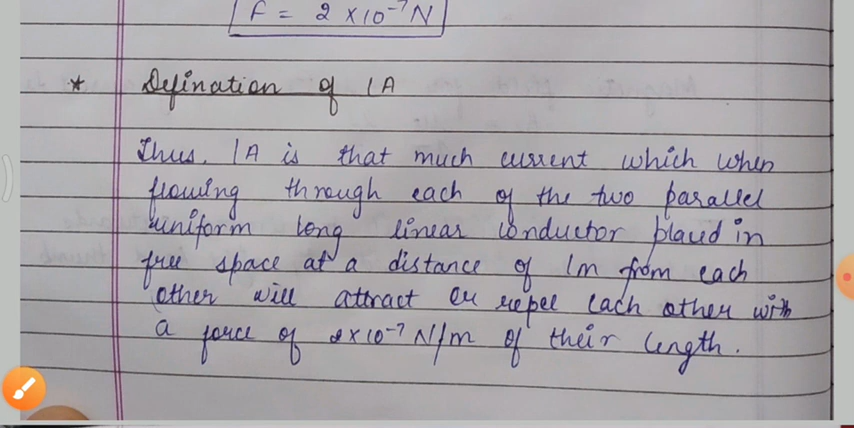 F = 2 × 10⁻⁷ N
* Defination of 1A
Thus, 1A is that much current which when
flowing through each of the two parallel
uniform long linear conductor placed in
free space at a distance of 1m from each
other will attract or repel each other with
a force of 2×10⁻⁷ N/m of their length.